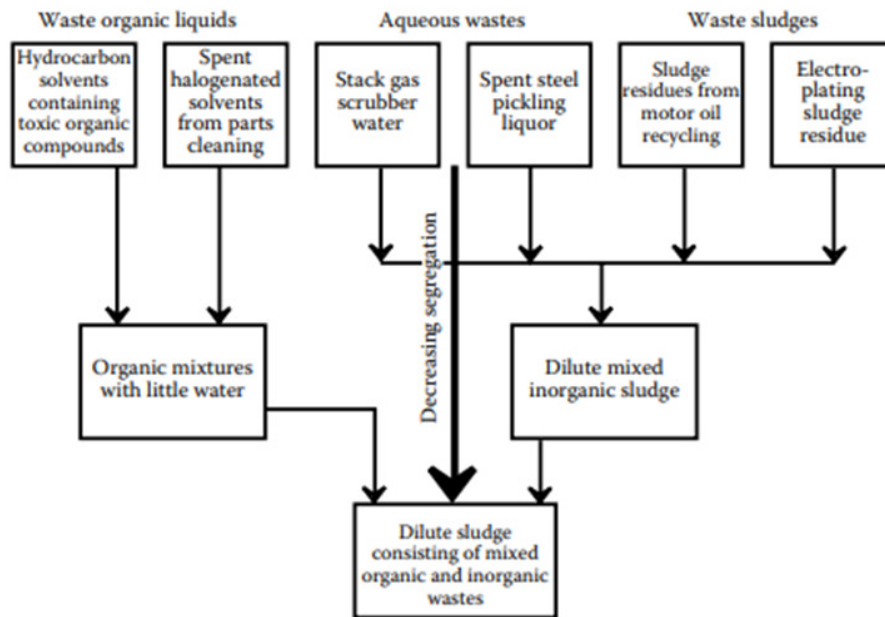 Waste organic liquids
Aqueous wastes
Waste sludges
Hydrocarbon
solvents
containing
toxic organic
compounds
Spent
halogenated
solvents
from parts
cleaning
Stack gas
scrubber
water
Spent steel
pickling
liquor
Sludge
residues from
motor oil
recycling
Electro-
plating
sludge
residue
Decreasing segregation
Organic mixtures
with little water
Dilute mixed
inorganic sludge
Dilute sludge
consisting of mixed
organic and inorganic
wastes